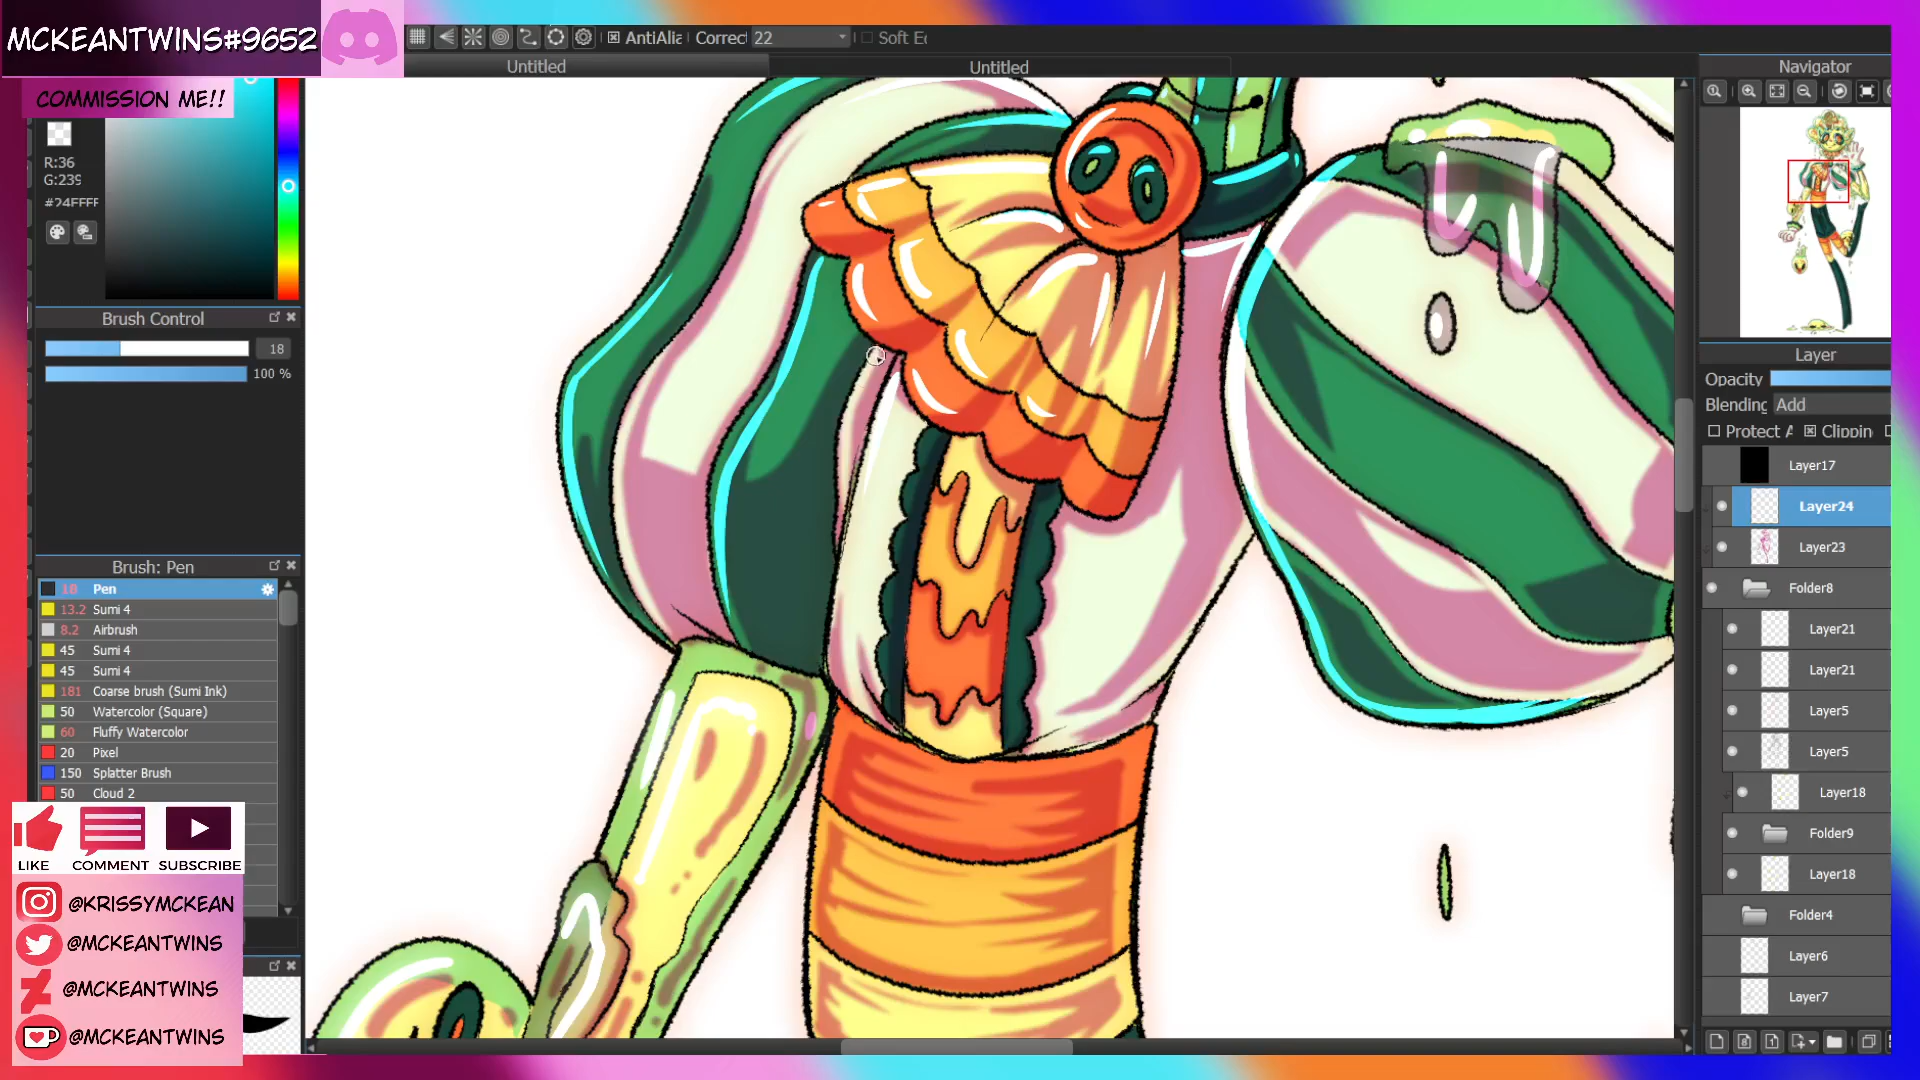 MCKEANTWINS#9652
COMMISSION ME!!
AntiAlia
Correct
22
Soft E
Untitled
Untitled
R:36
G:239
#24FFFF
Brush Control
18
100 %
Brush: Pen
18 Pen
13.2 Sumi 4
8.2 Airbrush
45 Sumi 4
45 Sumi 4
181 Coarse brush (Sumi Ink)
50 Watercolor (Square)
60 Fluffy Watercolor
20 Pixel
150 Splatter Brush
50 Cloud 2
LIKE COMMENT SUBSCRIBE
@KRISSYMCKEAN
@MCKEANTWINS
@MCKEANTWINS
@MCKEANTWINS
Navigator
Layer
Opacity
Blending Add
Protect A
Clipping
Layer17
Layer24
Layer23
Folder8
Layer21
Layer21
Layer5
Layer5
Layer18
Folder9
Layer18
Folder4
Layer6
Layer7